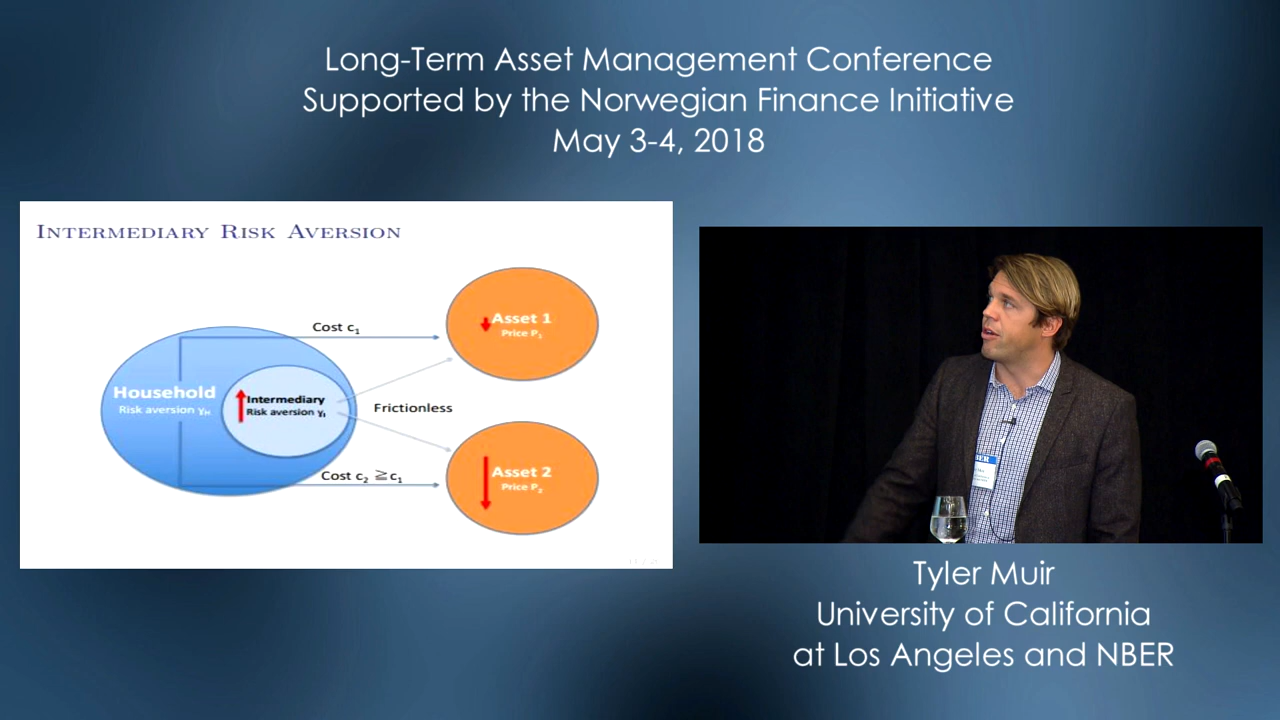 Long-Term Asset Management Conference
Supported by the Norwegian Finance Initiative
May 3-4, 2018
INTERMEDIARY RISK AVERSION
Cost c₁
Asset 1
Price P₁
Household
Risk aversion γH
Intermediary
Risk aversion γI
Frictionless
Cost c₂ ≧c₁
Asset 2
Price P₂
Tyler Muir
University of California
at Los Angeles and NBER